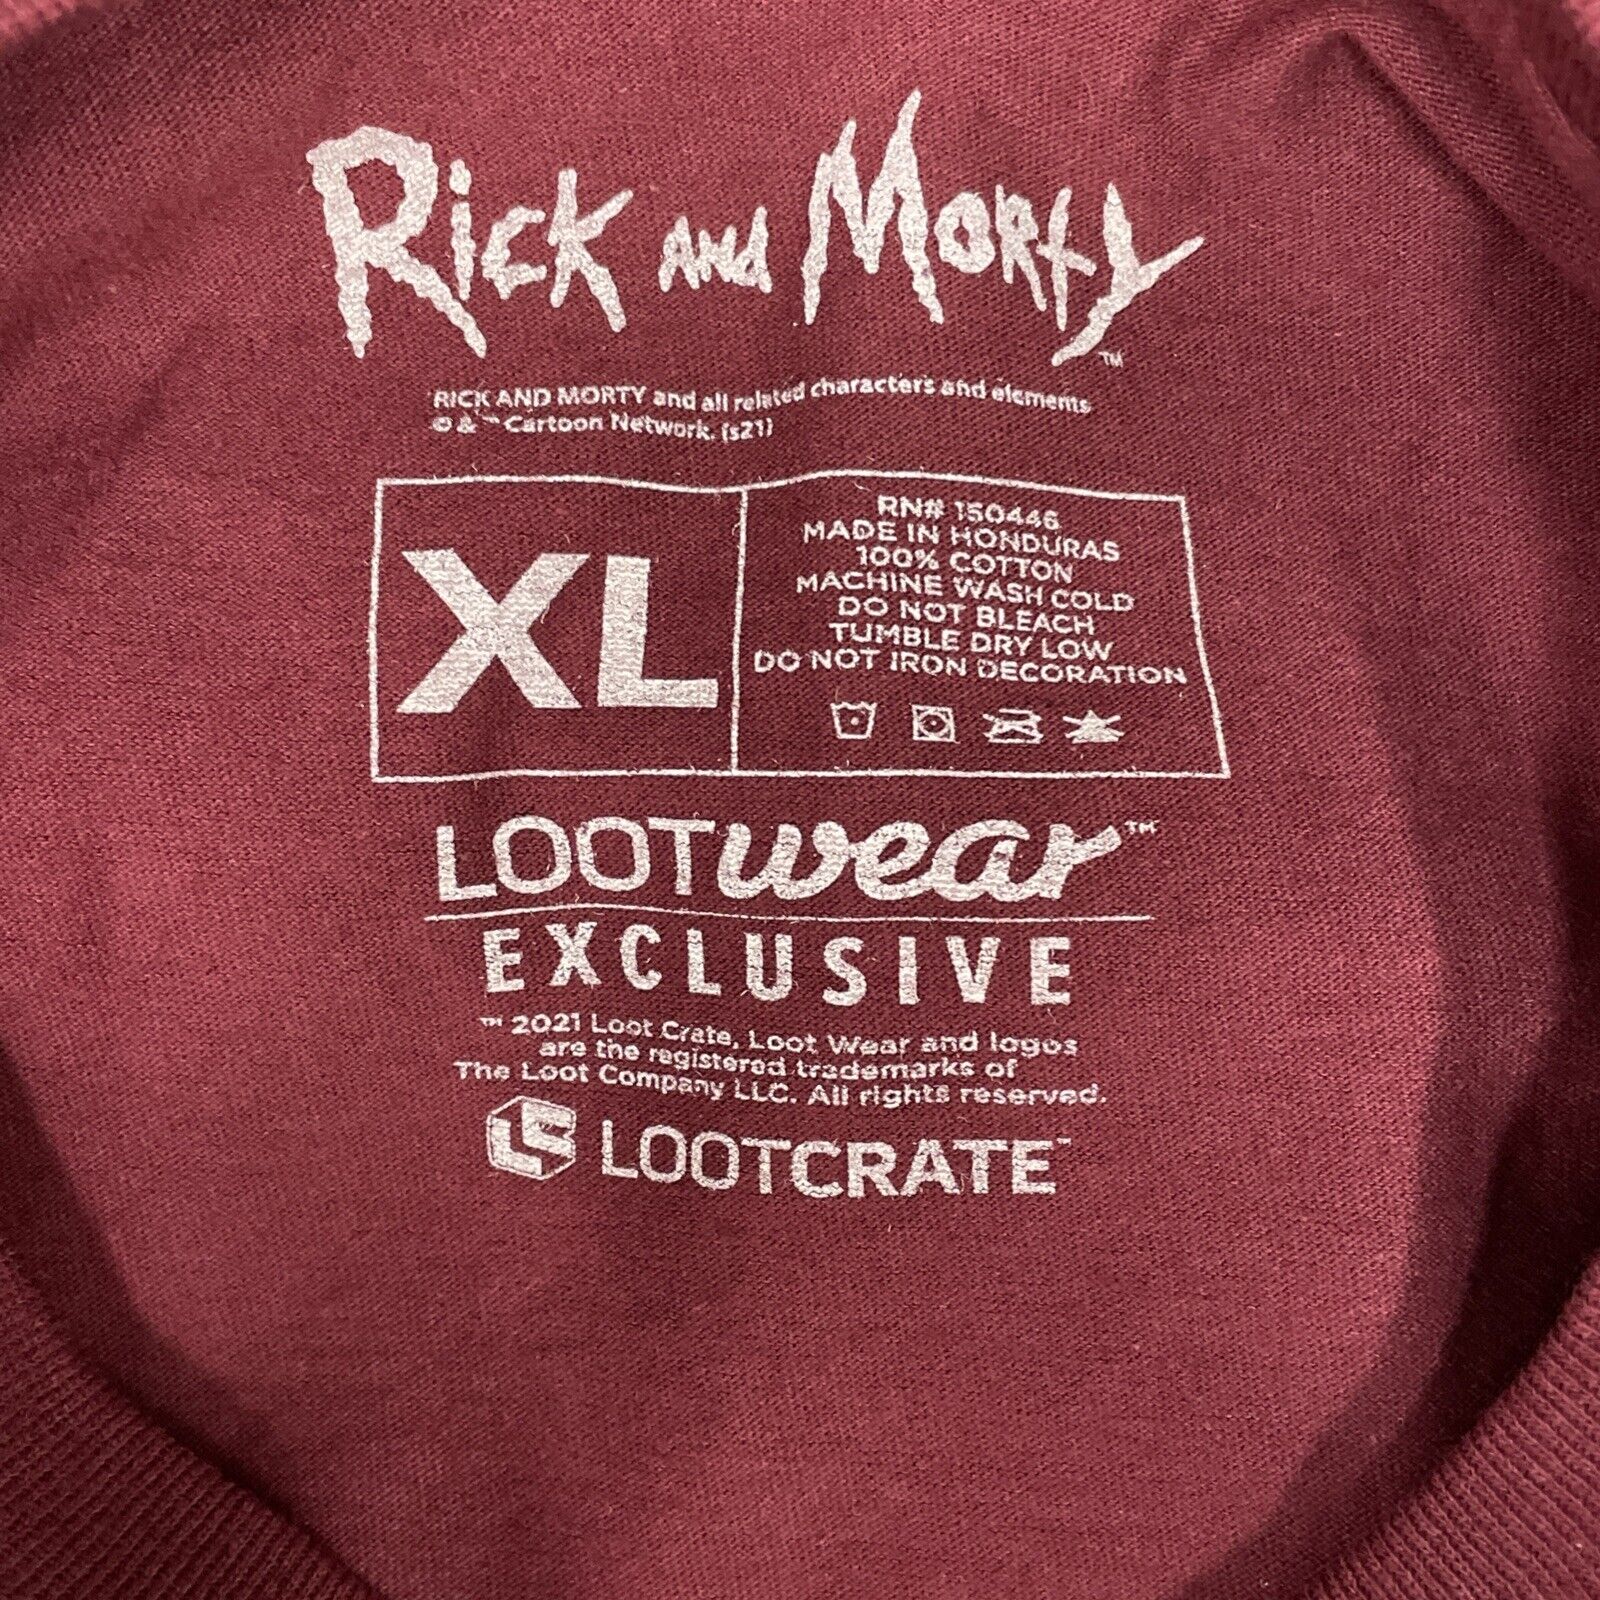 RICK AND MORTY™
RICK AND MORTY and all related characters and elements
© & ™ Cartoon Network. (s21)
XL
RN# 150446
MADE IN HONDURAS
100% COTTON
MACHINE WASH COLD
DO NOT BLEACH
TUMBLE DRY LOW
DO NOT IRON DECORATION
LOOTwear™
EXCLUSIVE
™ 2021 Loot Crate, Loot Wear and logos
are the registered trademarks of
The Loot Company LLC. All rights reserved.
LOOTCRATE™